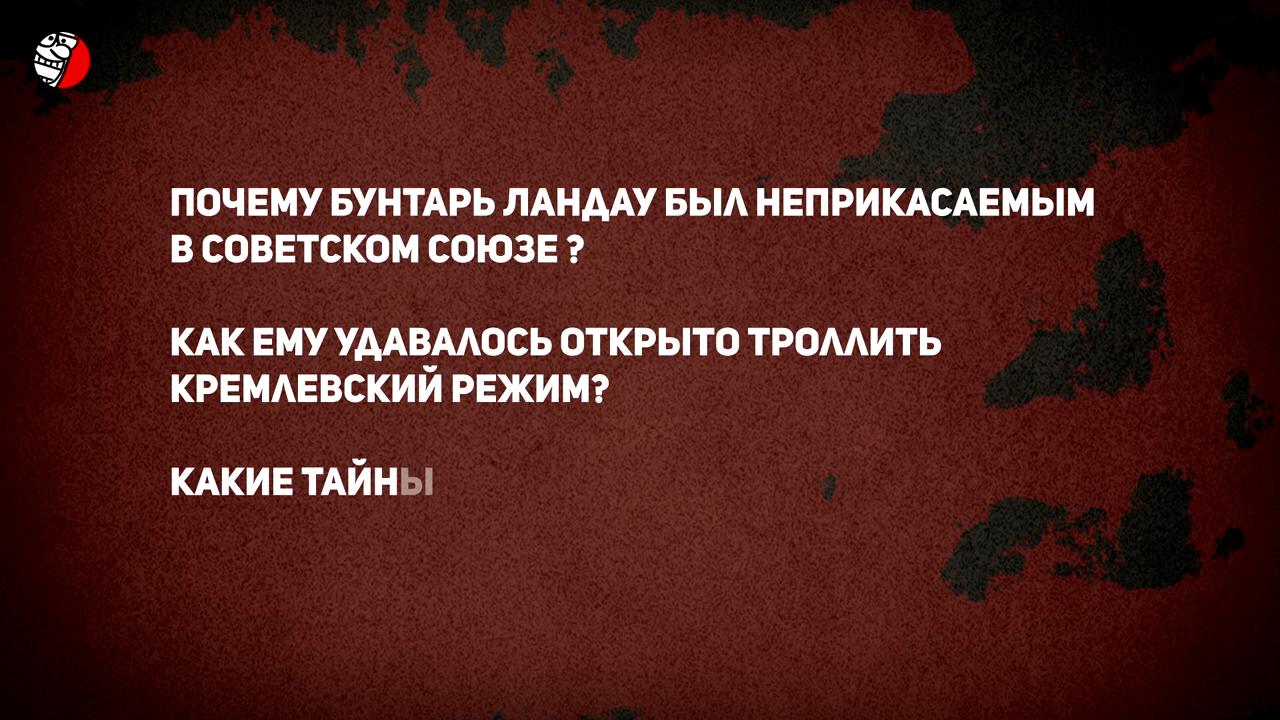 ПОЧЕМУ БУНТАРЬ ЛАНДАУ БЫЛ НЕПРИКАСАЕМЫМ
В СОВЕТСКОМ СОЮЗЕ ?
КАК ЕМУ УДАВАЛОСЬ ОТКРЫТО ТРОЛЛИТЬ
КРЕМЛЕВСКИЙ РЕЖИМ?
КАКИЕ ТАЙНЫ